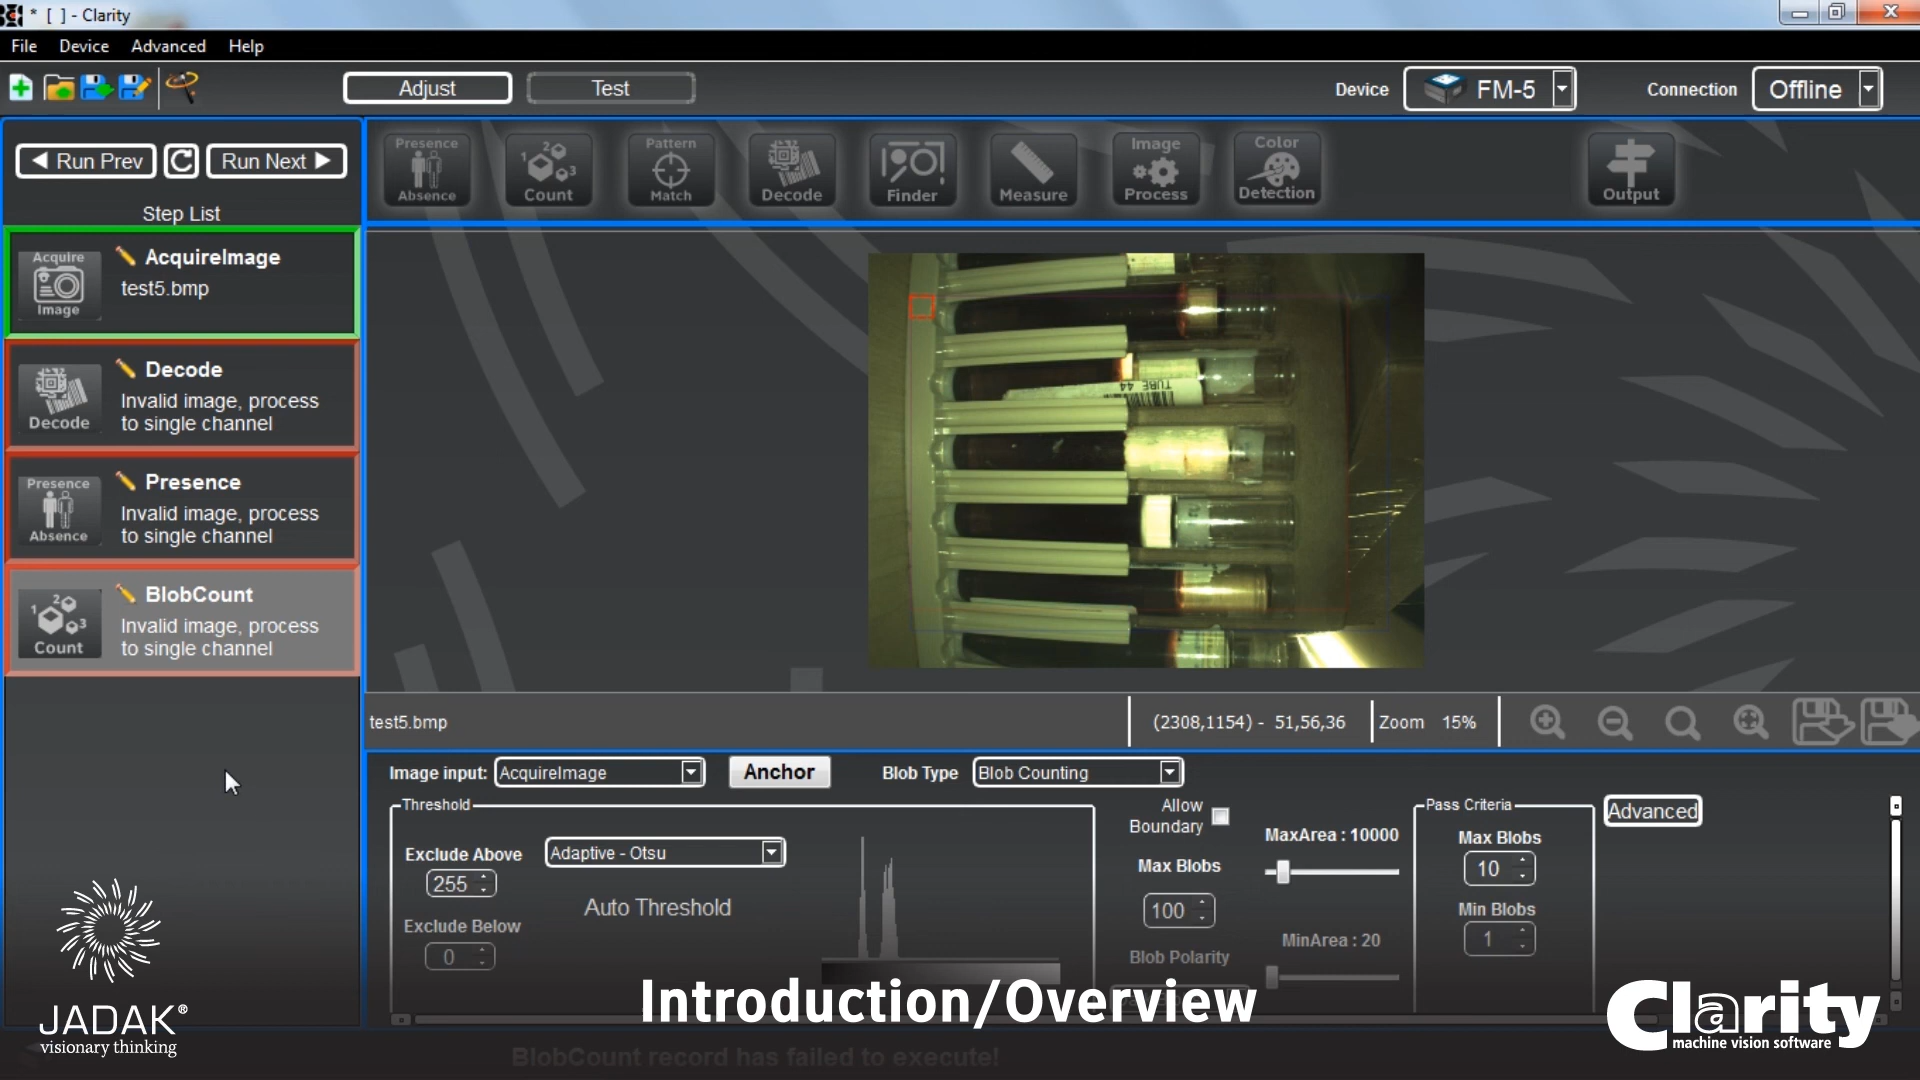 * [ ] - Clarity
File Device Advanced Help
Adjust
Test
Device
FM-5
Connection
Offline
Run Prev
Run Next
Step List
Presence
Absence
Count
Pattern
Match
Decode
Finder
Measure
Image
Process
Color
Detection
Output
Acquire
Image
AcquireImage
test5.bmp
Decode
Decode
Invalid image, process
to single channel
Presence
Absence
Presence
Invalid image, process
to single channel
Count
BlobCount
Invalid image, process
to single channel
TUBE 44
test5.bmp
(2308,1154) - 51,56,36
Zoom 15%
Image input:
AcquireImage
Anchor
Blob Type
Blob Counting
Threshold
Exclude Above
255
Adaptive - Otsu
Auto Threshold
Exclude Below
0
Allow
Boundary
Max Blobs
100
Blob Polarity
MaxArea : 10000
MinArea : 20
Pass Criteria
Max Blobs
10
Min Blobs
1
Advanced
Introduction/Overview
JADAK®
visionary thinking
Clarity
machine vision software
BlobCount record has failed to execute!